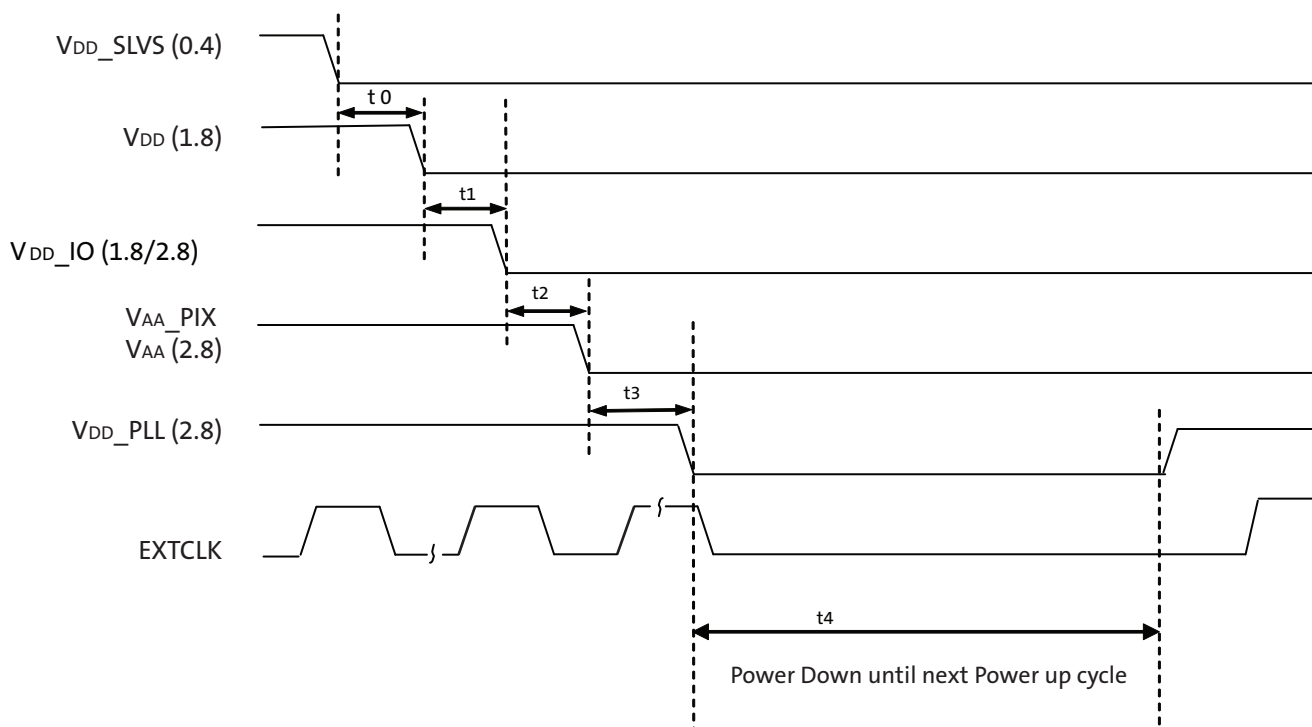 VDD_SLVS (0.4)
t 0
VDD (1.8)
t1
VDD_IO (1.8/2.8)
t2
VAA_PIX
VAA (2.8)
t3
VDD_PLL (2.8)
EXTCLK
t4
Power Down until next Power up cycle